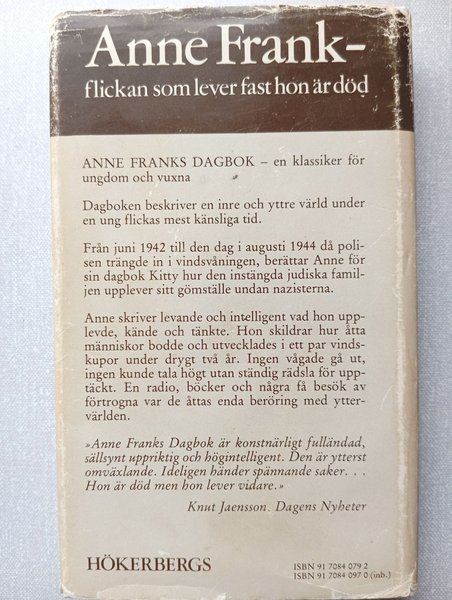 Anne Frank–
flickan som lever fast hon är död
ANNE FRANKS DAGBOK – en klassiker för
ungdom och vuxna
Dagboken beskriver en inre och yttre värld under
en ung flickas mest känsliga tid.
Från juni 1942 till den dag i augusti 1944 då poli-
sen trängde in i vindsvåningen, berättar Anne för
sin dagbok Kitty hur den instängda judiska famil-
jen upplever sitt gömställe undan nazisterna.
Anne skriver levande och intelligent vad hon upp-
levde, kände och tänkte. Hon skildrar hur åtta
människor bodde och utvecklades i ett par vinds-
kupor under drygt två år. Ingen vågade gå ut,
ingen kunde tala högt utan ständig rädsla för upp-
täckt. En radio, böcker och några få besök av
förtrogna var de åttas enda beröring med ytter-
världen.
»Anne Franks Dagbok är konstnärligt fulländad,
sällsynt uppriktig och högintelligent. Den är ytterst
omväxlande. Ideligen händer spännande saker. . .
Hon är död men hon lever vidare.»
Knut Jaensson, Dagens Nyheter
HÖKERBERGS
ISBN 91 7084 079 2
ISBN 91 7084 097 0 (inb.)